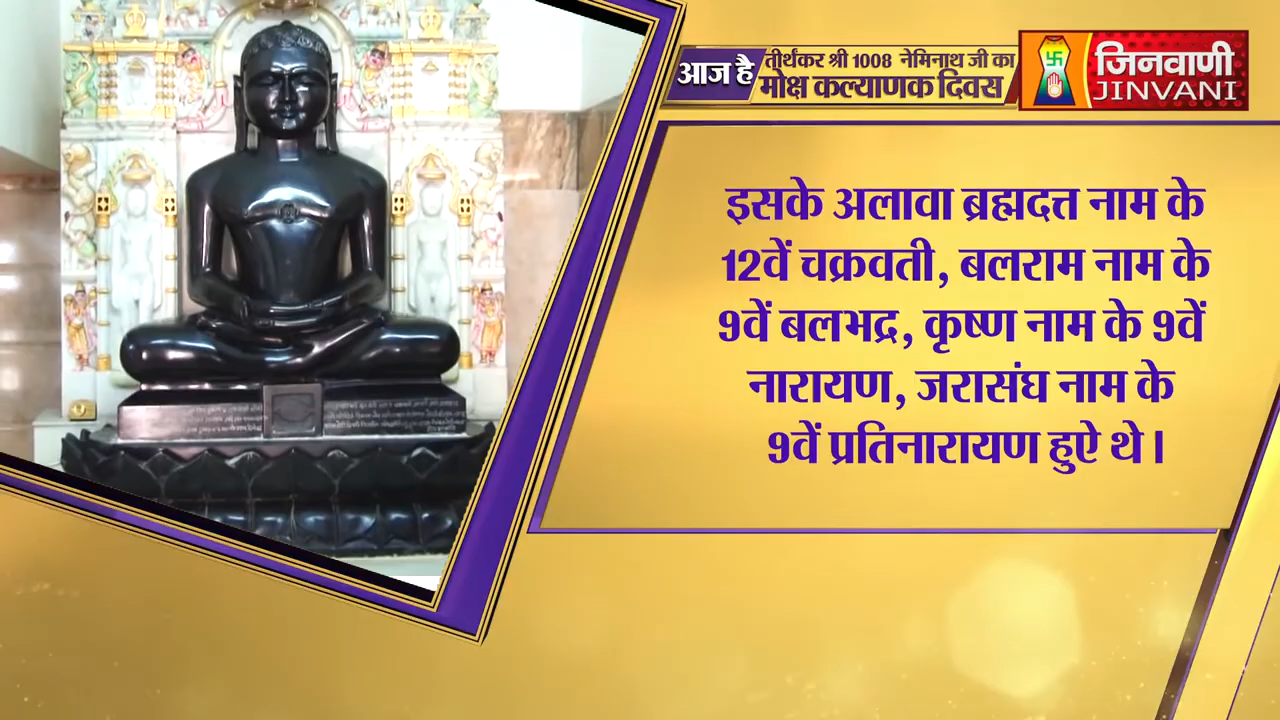 आज है
तीर्थंकर श्री 1008 नेमिनाथ जी का
मोक्ष कल्याणक दिवस
जिनवाणी
JINVANI
इसके अलावा ब्रह्मदत्त नाम के
12वें चक्रवर्ती, बलराम नाम के
9वें बलभद्र, कृष्ण नाम के 9वें
नारायण, जरासंघ नाम के
9वें प्रतिनारायण हुऐ थे।